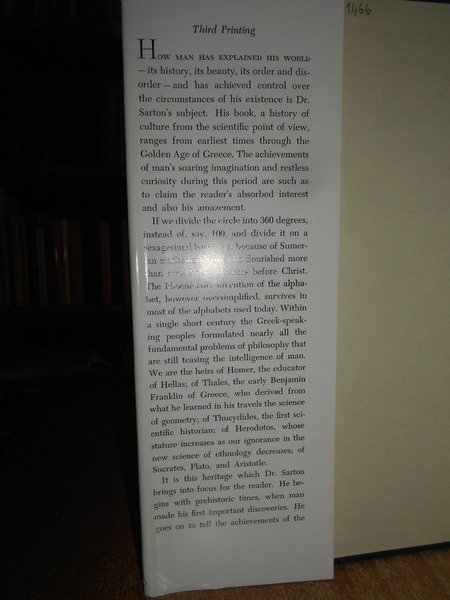 1466
Third Printing
HOW MAN HAS EXPLAINED HIS WORLD
— its history, its beauty, its order and dis-
order — and has achieved control over
the circumstances of his existence is Dr.
Sarton's subject. His book, a history of
culture from the scientific point of view,
ranges from earliest times through the
Golden Age of Greece. The achievements
of man's soaring imagination and restless
curiosity during this period are such as
to claim the reader's absorbed interest
and also his amazement.
If we divide the circle into 360 degrees,
instead of, say, 100, and divide it on a
sexagesimal because of Sumer-
ian flourished more
than before Christ.
The Phoenician invention of the alpha-
bet, however oversimplified, survives in
most of the alphabets used today. Within
a single short century the Greek-speak-
ing peoples formulated nearly all the
fundamental problems of philosophy that
are still teasing the intelligence of man.
We are the heirs of Homer, the educator
of Hellas; of Thales, the early Benjamin
Franklin of Greece, who derived from
what he learned in his travels the science
of geometry; of Thucydides, the first sci-
entific historian; of Herodotos, whose
stature increases as our ignorance in the
new science of ethnology decreases; of
Socrates, Plato, and Aristotle.
It is this heritage which Dr. Sarton
brings into focus for the reader. He be-
gins with prehistoric times, when man
made his first important discoveries. He
goes on to tell the achievements of the